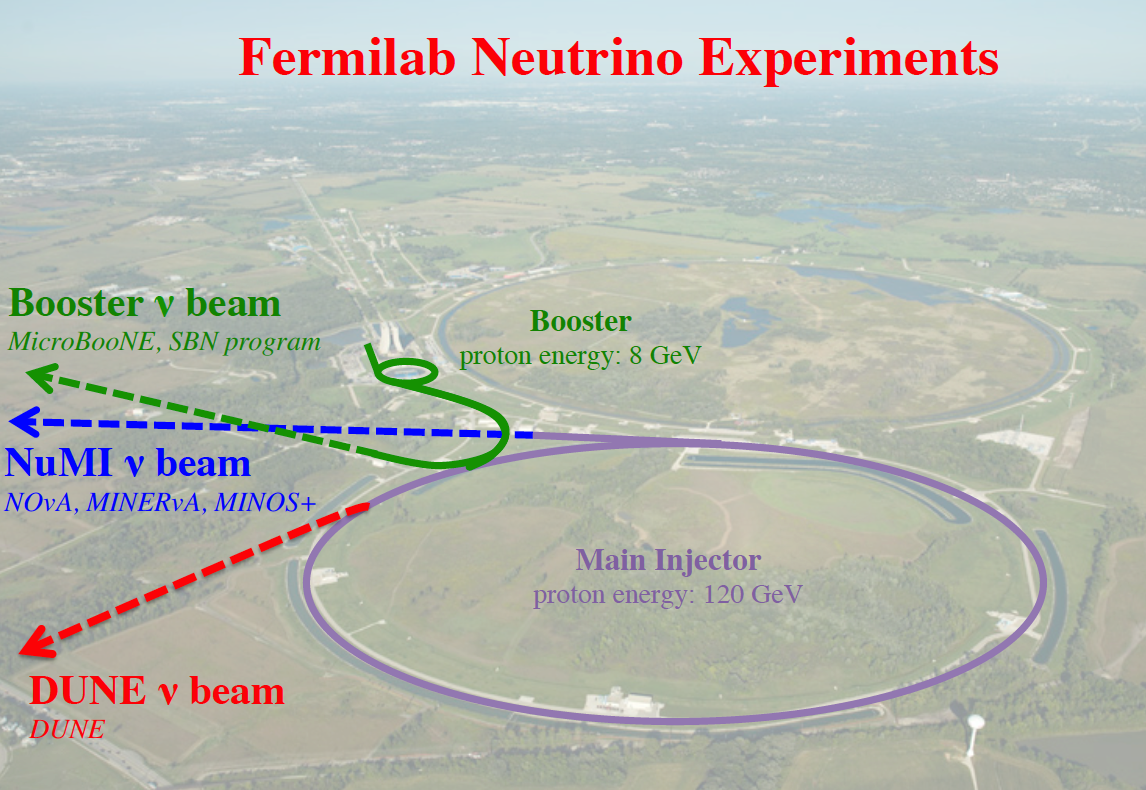 Fermilab Neutrino Experiments
Booster ν beam
MicroBooNE, SBN program
Booster
proton energy: 8 GeV
NuMI ν beam
NOvA, MINERvA, MINOS+
Main Injector
proton energy: 120 GeV
DUNE ν beam
DUNE